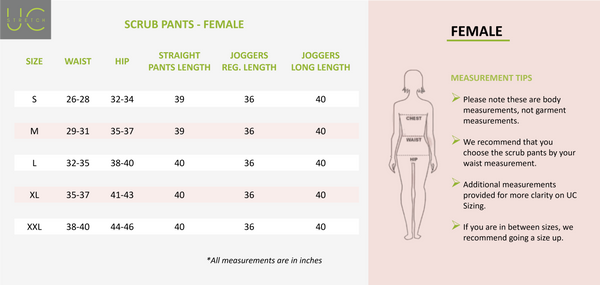 UC
STRETCH
SCRUB PANTS - FEMALE
SIZE WAIST HIP STRAIGHT PANTS LENGTH JOGGERS REG. LENGTH JOGGERS LONG LENGTH
S 26-28 32-34 39 36 40
M 29-31 35-37 39 36 40
L 32-35 38-40 40 36 40
XL 35-37 41-43 40 36 40
XXL 38-40 44-46 40 36 40
*All measurements are in inches
FEMALE
CHEST
WAIST
HIP
MEASUREMENT TIPS
Please note these are body
measurements, not garment
measurements.
We recommend that you
choose the scrub pants by your
waist measurement.
Additional measurements
provided for more clarity on UC
Sizing.
If you are in between sizes, we
recommend going a size up.